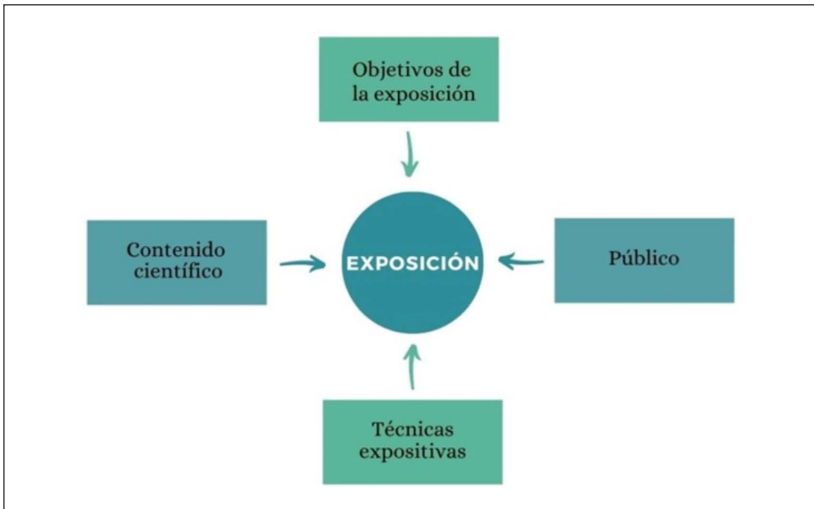 Objetivos de
la exposición
Contenido
científico
EXPOSICIÓN
Público
Técnicas
expositivas